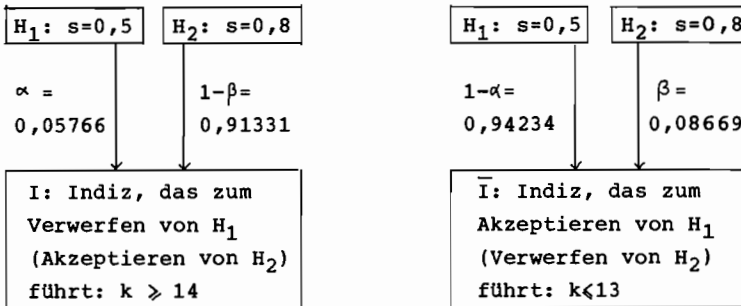 H1: s=0,5
H2: s=0,8
α =
0,05766
1-β=
0,91331
I: Indiz, das zum
Verwerfen von H1
(Akzeptieren von H2)
führt: k ⩾ 14
H1: s=0,5
H2: s=0,8
1-α=
0,94234
β=
0,08669
I̅: Indiz, das zum
Akzeptieren von H1
(Verwerfen von H2)
führt: k⩽13